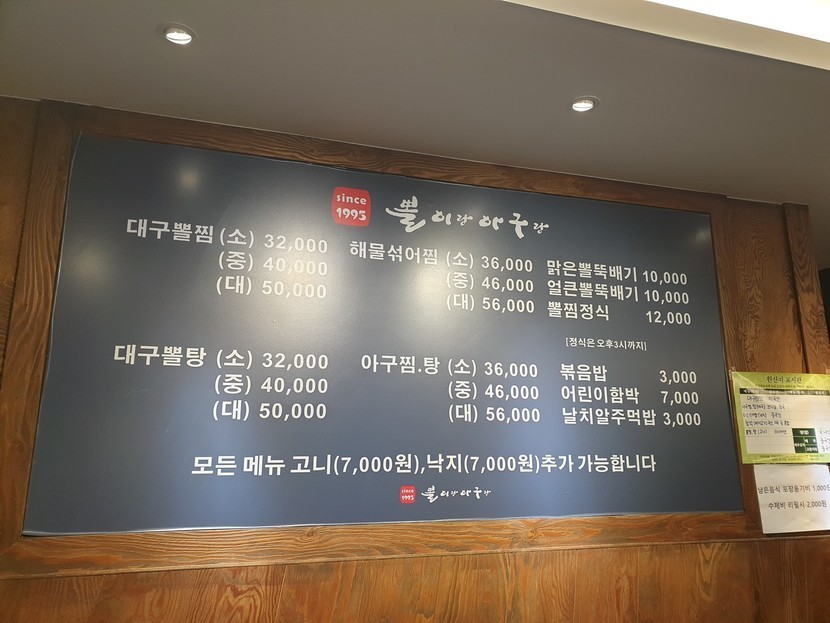 since
1995
뽈이랑아구랑
대구뽈찜 (소) 32,000
(중) 40,000
(대) 50,000
해물섞어찜 (소) 36,000
(중) 46,000
(대) 56,000
맑은뽈뚝배기 10,000
얼큰뽈뚝배기 10,000
뽈찜정식 12,000
[정식은 오후3시까지]
대구뽈탕 (소) 32,000
(중) 40,000
(대) 50,000
아구찜.탕 (소) 36,000
(중) 46,000
(대) 56,000
볶음밥 3,000
어린이함박 7,000
날치알주먹밥 3,000
모든 메뉴 고니(7,000원),낙지(7,000원)추가 가능합니다
since
1995
뽈이랑아구랑
원산지 표시판
남은음식 포장용기비 1,000원
수제비 리필시 2,000원